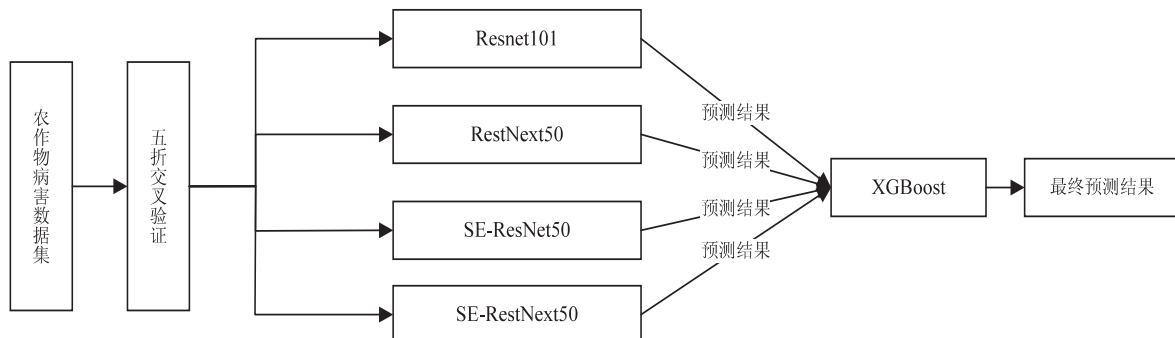 农作物病害数据集
五折交叉验证
Resnet101
RestNext50
SE-ResNet50
SE-RestNext50
预测结果
预测结果
预测结果
预测结果
XGBoost
最终预测结果